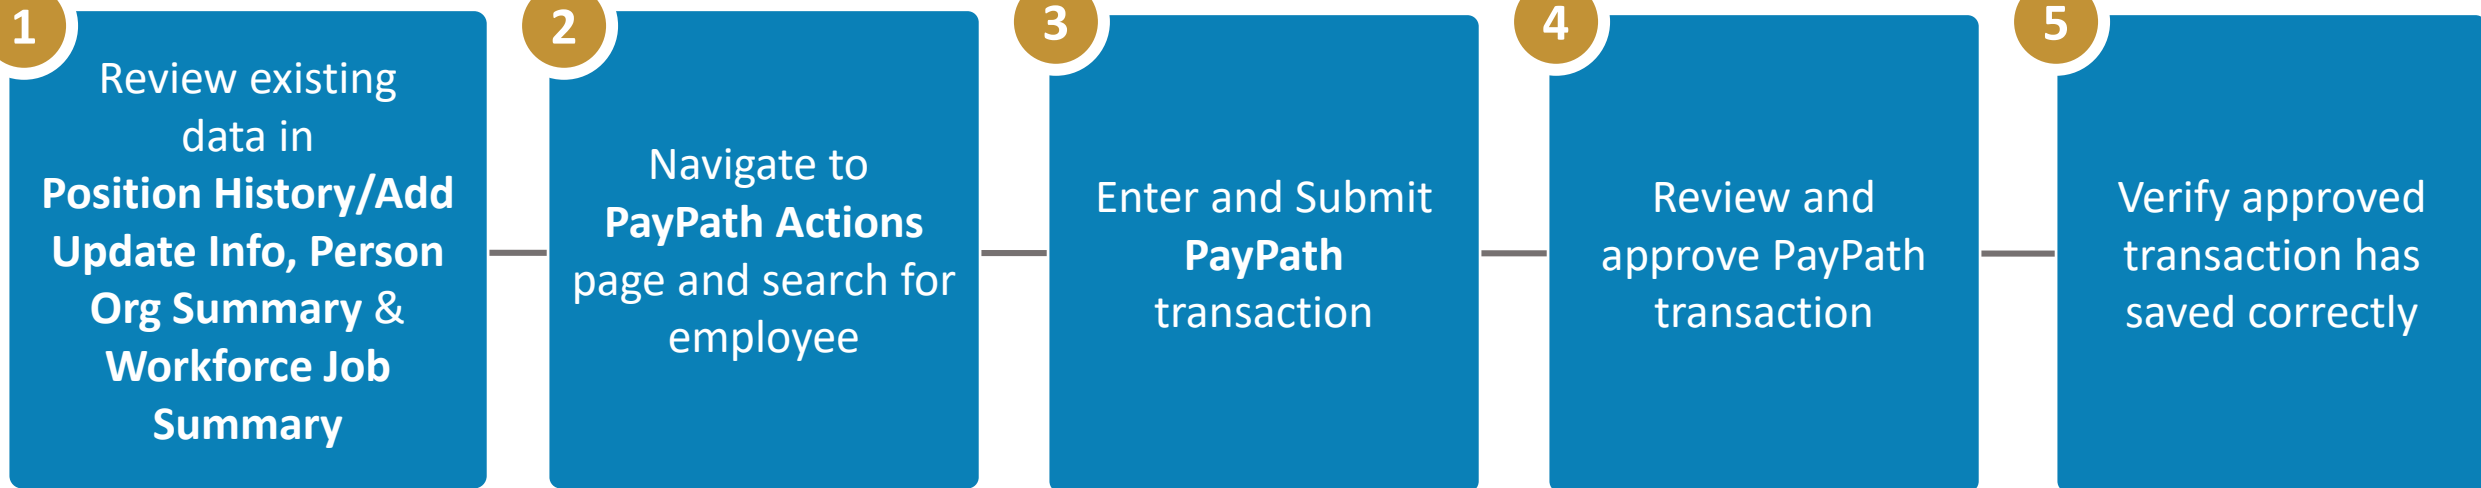 1
Review existing
data in
Position History/Add
Update Info, Person
Org Summary &
Workforce Job
Summary
2
Navigate to
PayPath Actions
page and search for
employee
3
Enter and Submit
PayPath
transaction
4
Review and
approve PayPath
transaction
5
Verify approved
transaction has
saved correctly